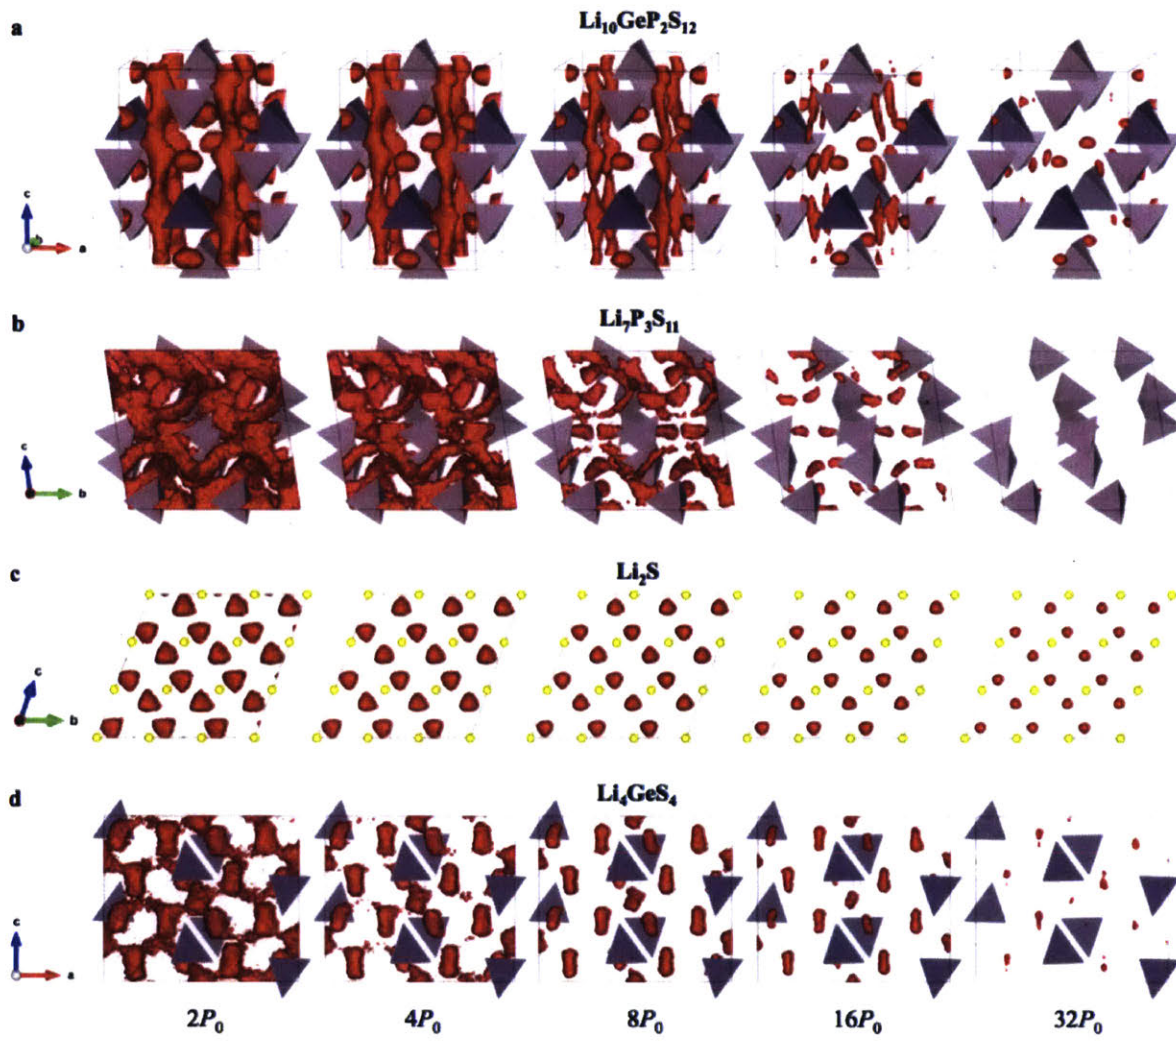 a
Li₁₀GeP₂S₁₂
c
b
a
b
Li₇P₃S₁₁
c
b
c
Li₂S
c
b
d
Li₄GeS₄
c
a
2P₀ 4P₀ 8P₀ 16P₀ 32P₀